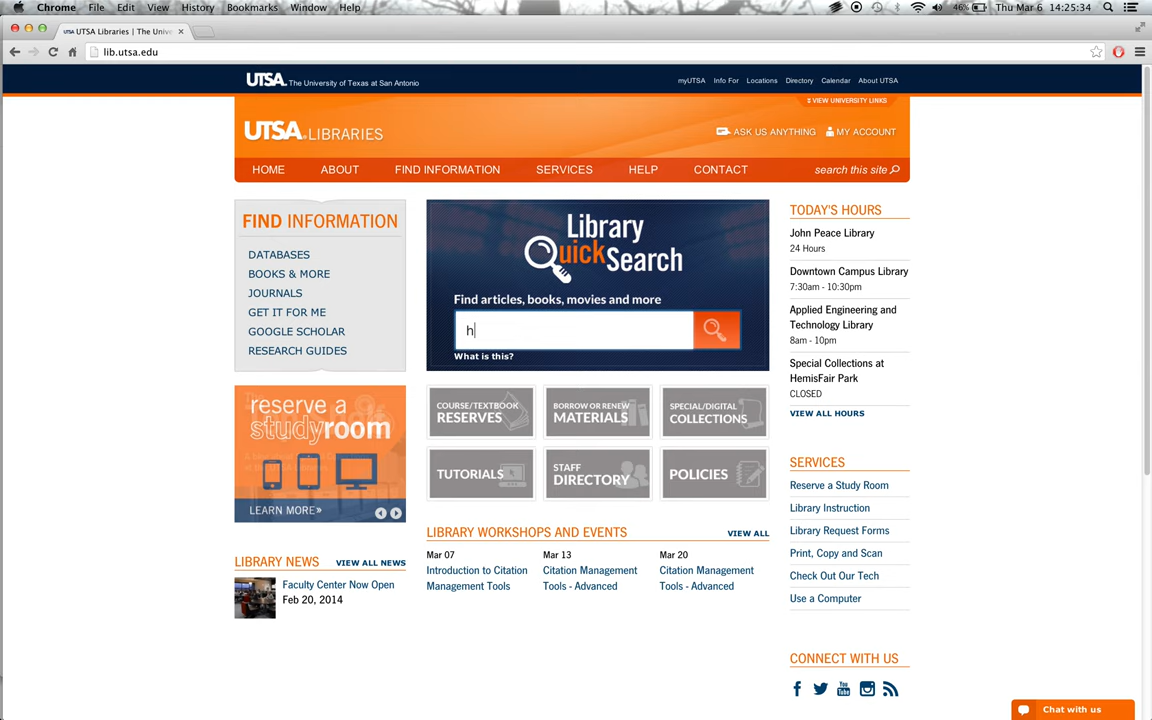 Chrome File Edit View History Bookmarks Window Help 46% Thu Mar 6 14:25:34
UTSA UTSA Libraries | The Unive
lib.utsa.edu
UTSA The University of Texas at San Antonio
myUTSA Info For Locations Directory Calendar About UTSA
VIEW UNIVERSITY LINKS
UTSA LIBRARIES
ASK US ANYTHING MY ACCOUNT
HOME ABOUT FIND INFORMATION SERVICES HELP CONTACT search this site
FIND INFORMATION
DATABASES
BOOKS & MORE
JOURNALS
GET IT FOR ME
GOOGLE SCHOLAR
RESEARCH GUIDES
Library
QuickSearch
Find articles, books, movies and more
h
What is this?
TODAY'S HOURS
John Peace Library
24 Hours
Downtown Campus Library
7:30am - 10:30pm
Applied Engineering and
Technology Library
8am - 10pm
Special Collections at
HemisFair Park
CLOSED
VIEW ALL HOURS
reserve a
studyroom
LEARN MORE»
COURSE/TEXTBOOK
RESERVES
BORROW OR RENEW
MATERIALS
SPECIAL/DIGITAL
COLLECTIONS
TUTORIALS
STAFF
DIRECTORY
POLICIES
SERVICES
Reserve a Study Room
Library Instruction
Library Request Forms
Print, Copy and Scan
Check Out Our Tech
Use a Computer
LIBRARY NEWS VIEW ALL NEWS
Faculty Center Now Open
Feb 20, 2014
LIBRARY WORKSHOPS AND EVENTS VIEW ALL
Mar 07
Introduction to Citation
Management Tools
Mar 13
Citation Management
Tools - Advanced
Mar 20
Citation Management
Tools - Advanced
CONNECT WITH US
You
Tube
Chat with us